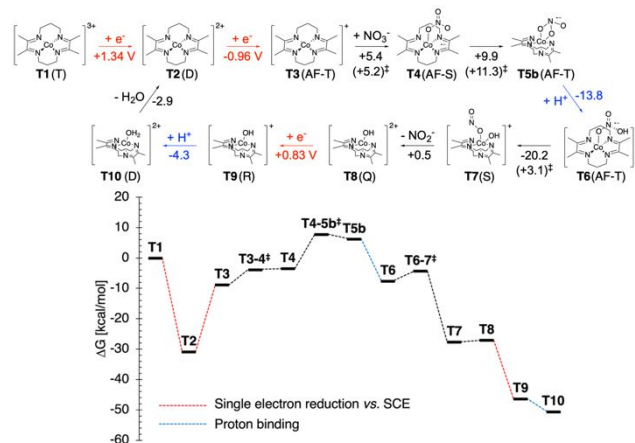 3+ + e⁻ +1.34 V 2+ + e⁻ -0.96 V + + NO₃⁻ +5.4 (+5.2)‡ +9.9 (+11.3)‡
T1(T) T2(D) T3(AF-T) T4(AF-S) T5b(AF-T)
- H₂O -2.9 + H⁺ -13.8
2+ + H⁺ -4.3 + + e⁻ +0.83 V 2+ - NO₂⁻ +0.5 + -20.2 (+3.1)‡
T10 (D) T9(R) T8(Q) T7(S) T6(AF-T)
ΔG [kcal/mol]
20
10
0
-10
-20
-30
-40
-50
-60
T1 T2 T3 T3-4‡ T4 T4-5b‡ T5b T6 T6-7‡ T7 T8 T9 T10
Single electron reduction vs. SCE
Proton binding